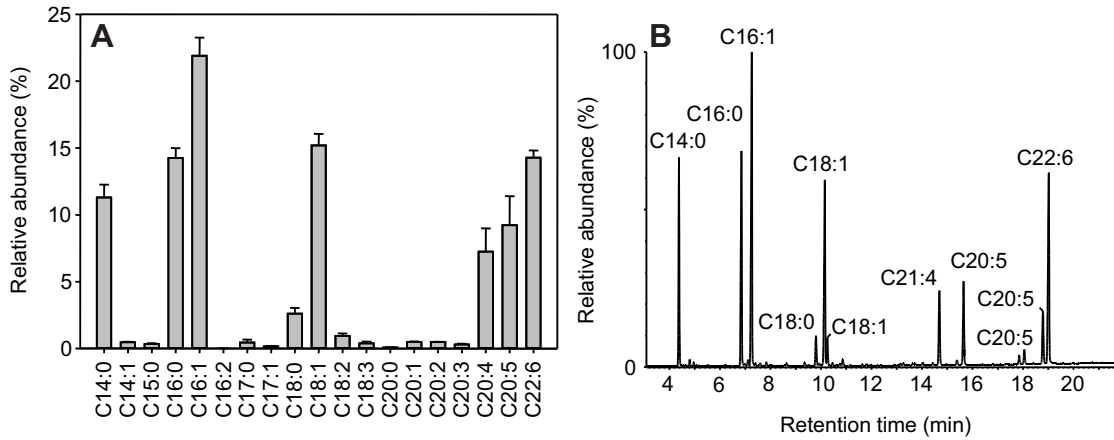 A
Relative abundance (%)
25
20
15
10
5
0
C14:0
C14:1
C15:0
C16:0
C16:1
C16:2
C17:0
C17:1
C18:0
C18:1
C18:2
C18:3
C20:0
C20:1
C20:2
C20:3
C20:4
C20:5
C22:6
B
Relative abundance (%)
100
0
C14:0
C16:0
C16:1
C18:0
C18:1
C18:1
C21:4
C20:5
C20:5
C20:5
C22:6
4 6 8 10 12 14 16 18 20
Retention time (min)